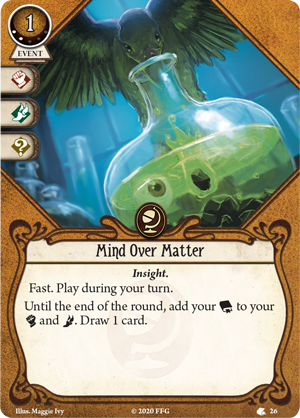 1
EVENT
?
Mind Over Matter
Insight.
Fast. Play during your turn.
Until the end of the round, add your to your
and . Draw 1 card.
Illus. Maggie Ivy
© 2020 FFG
26